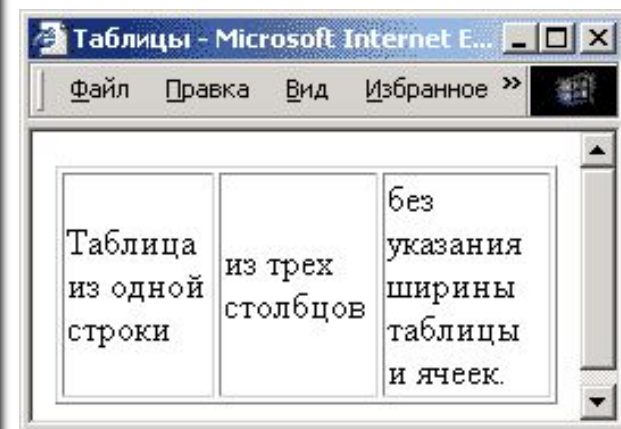 Таблицы - Microsoft Internet E...
Файл Правка Вид Избранное »
Таблица
из одной
строки
из трех
столбцов
без
указания
ширины
таблицы
и ячеек.